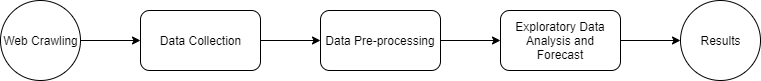 Web Crawling
Data Collection
Data Pre-processing
Exploratory Data
Analysis and
Forecast
Results